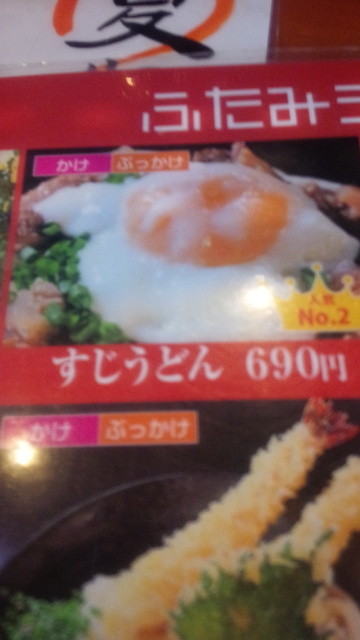 夏
ふたみ
かけ ぶっかけ
人気
No.2
すじうどん 690円
かけ ぶっかけ